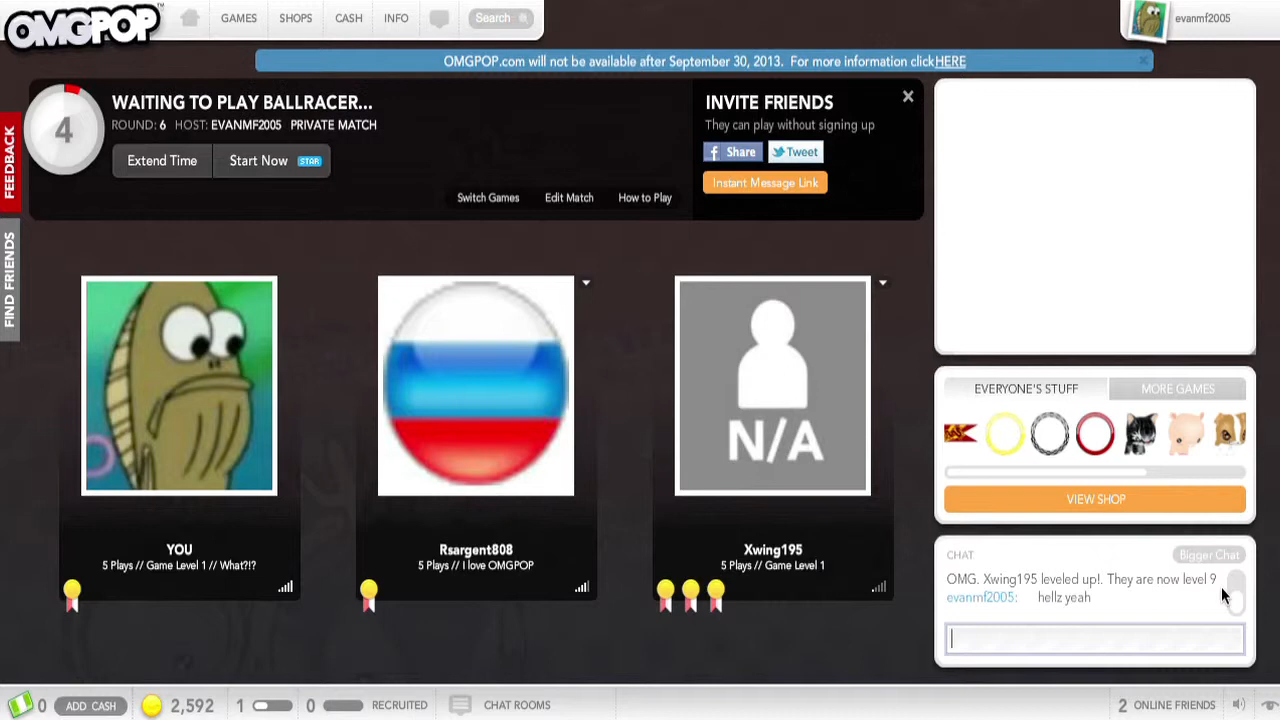 OMGPOP™
GAMES
SHOPS
CASH
INFO
Search
evanmf2005
OMGPOP.com will not be available after September 30, 2013. For more information click HERE
FEEDBACK
FIND FRIENDS
4
WAITING TO PLAY BALLRACER...
ROUND: 6 HOST: EVANMF2005 PRIVATE MATCH
Extend Time
Start Now STAR
Switch Games
Edit Match
How to Play
INVITE FRIENDS
They can play without signing up
f Share
Tweet
Instant Message Link
N/A
YOU
5 Plays // Game Level 1 // What?!?
Rsargent808
5 Plays // I love OMGPOP
Xwing195
5 Plays // Game Level 1
EVERYONE'S STUFF
MORE GAMES
VIEW SHOP
CHAT
Bigger Chat
OMG. Xwing195 leveled up!. They are now level 9
evanmf2005: hellz yeah
0
ADD CASH
2,592
1
0
RECRUITED
CHAT ROOMS
2 ONLINE FRIENDS